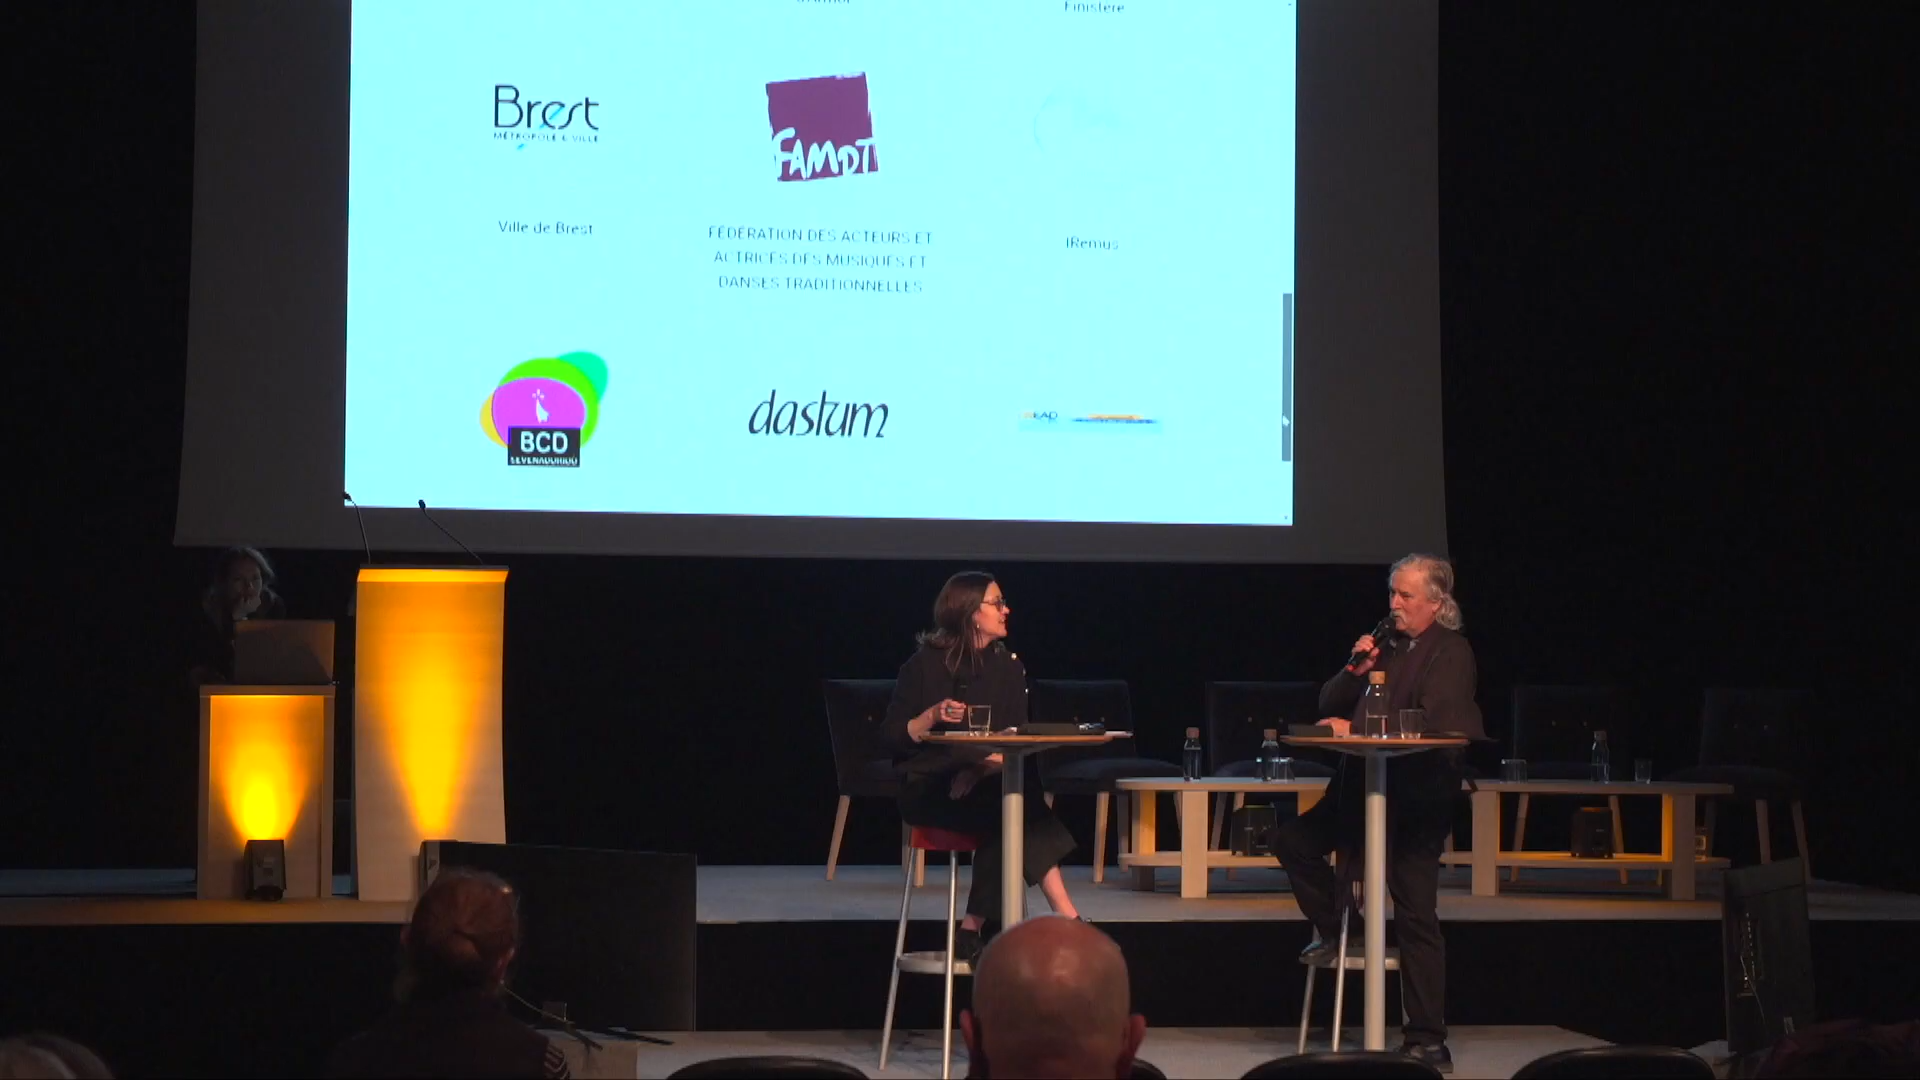 Finistère
Brest
MÉTROPOLE & VILLE
FAMDT
Ville de Brest
FÉDÉRATION DES ACTEURS ET
ACTRICES DES MUSIQUES ET
DANSES TRADITIONNELLES
IRemus
BCD
SEVENADURIOÙ
dastum